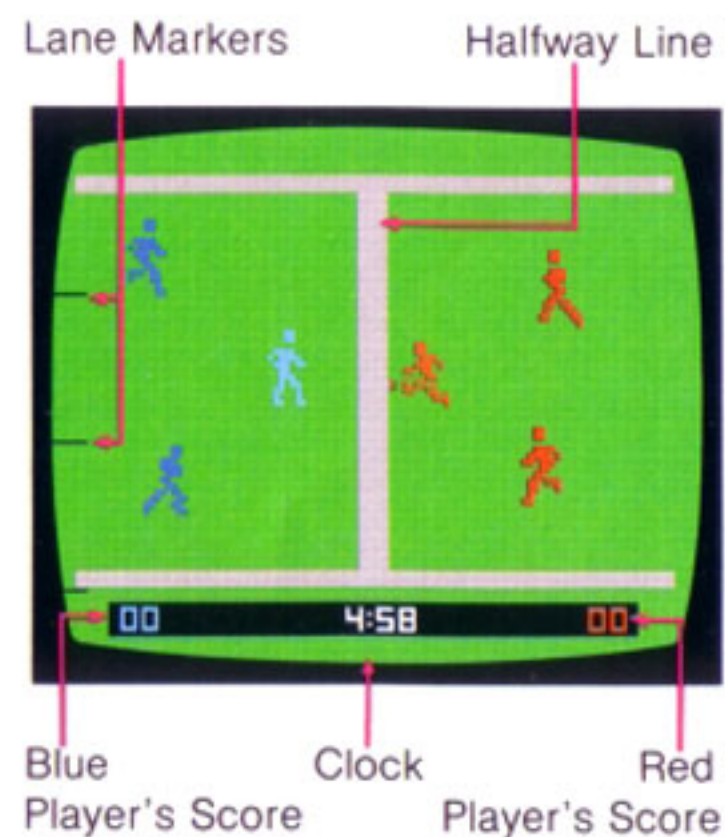 Lane Markers
Halfway Line
00
4:58
00
Blue
Player's Score
Clock
Red
Player's Score